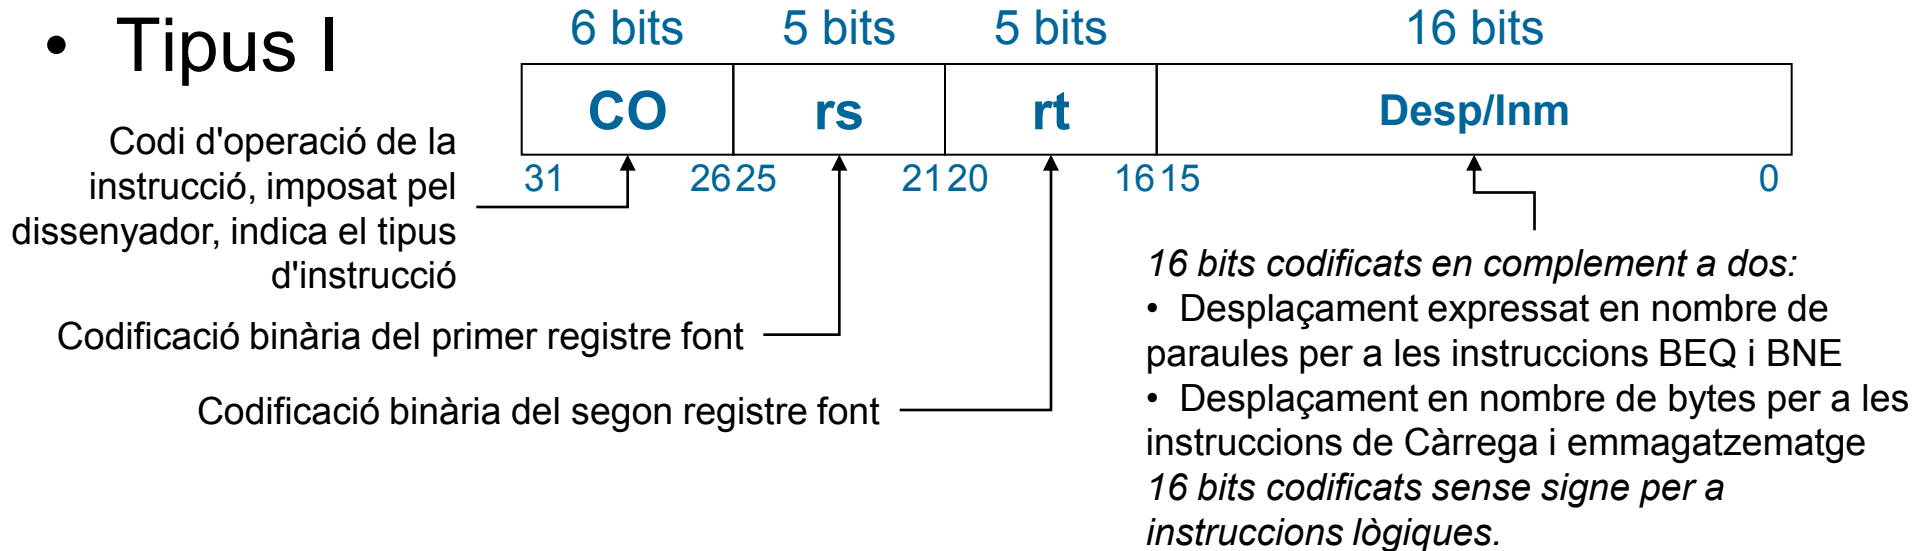 • Tipus I
6 bits 5 bits 5 bits 16 bits
CO rs rt Desp/Inm
31 26 25 21 20 16 15 0
Codi d'operació de la
instrucció, imposat pel
dissenyador, indica el tipus
d'instrucció
Codificació binària del primer registre font
Codificació binària del segon registre font
16 bits codificats en complement a dos:
• Desplaçament expressat en nombre de
paraules per a les instruccions BEQ i BNE
• Desplaçament en nombre de bytes per a les
instruccions de Càrrega i emmagatzematge
16 bits codificats sense signe per a
instruccions lògiques.